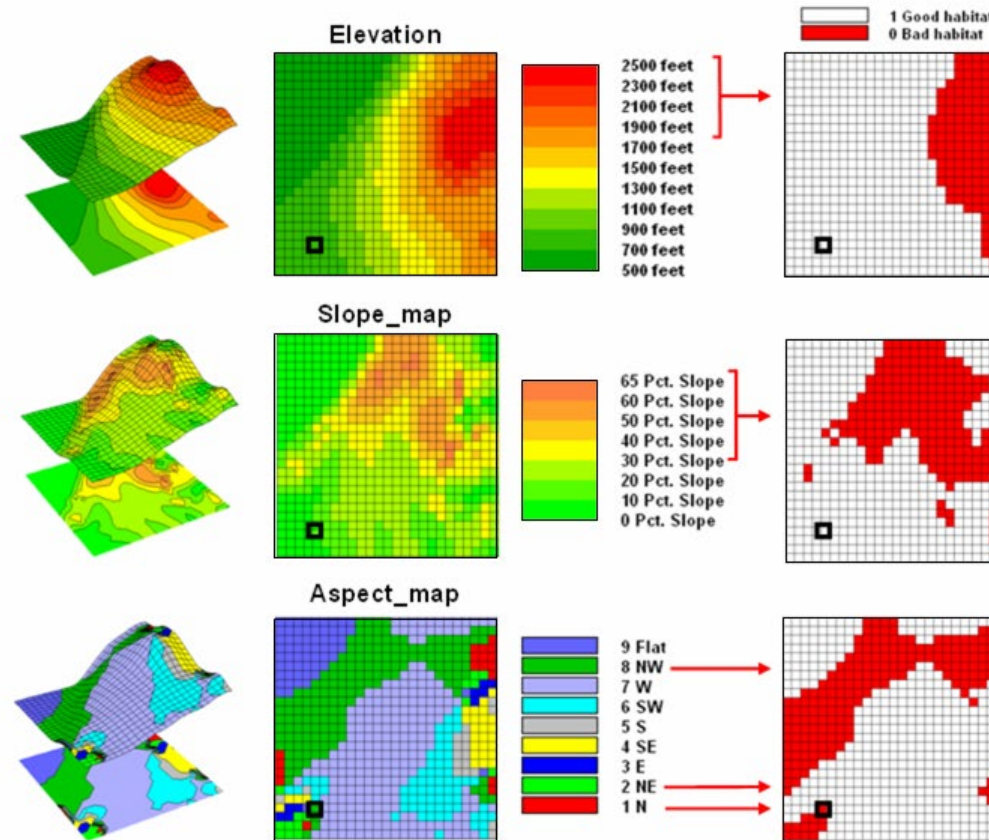 1 Good habitat
0 Bad habitat
Elevation
2500 feet
2300 feet
2100 feet
1900 feet
1700 feet
1500 feet
1300 feet
1100 feet
900 feet
700 feet
500 feet
Slope_map
65 Pct. Slope
60 Pct. Slope
50 Pct. Slope
40 Pct. Slope
30 Pct. Slope
20 Pct. Slope
10 Pct. Slope
0 Pct. Slope
Aspect_map
9 Flat
8 NW
7 W
6 SW
5 S
4 SE
3 E
2 NE
1 N